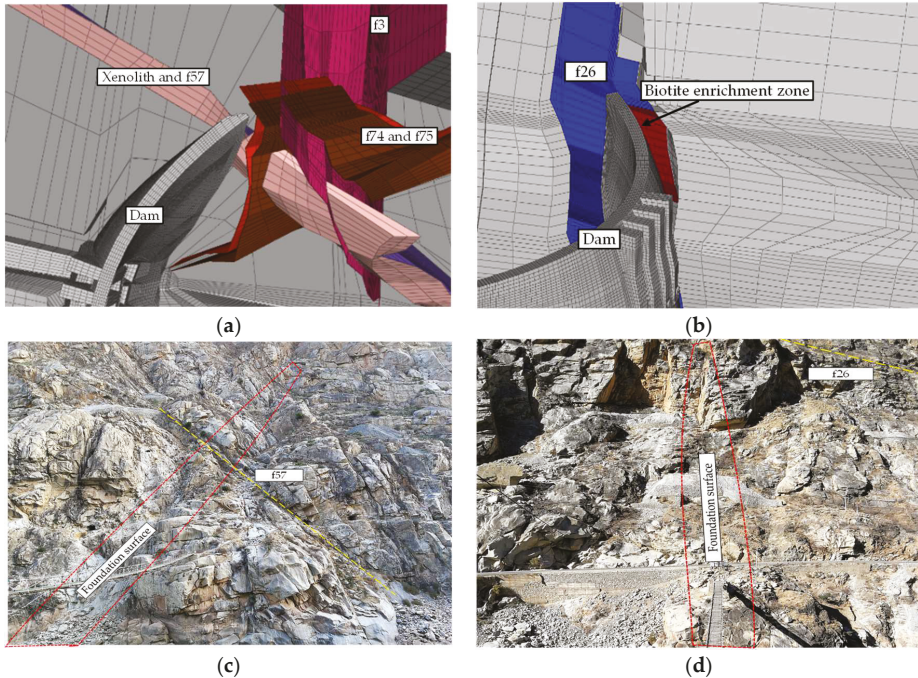 f3
Xenolith and f57
f74 and f75
Dam
(a)
f26
Biotite enrichment zone
Dam
(b)
f57
Foundation surface
(c)
f26
Foundation surface
(d)